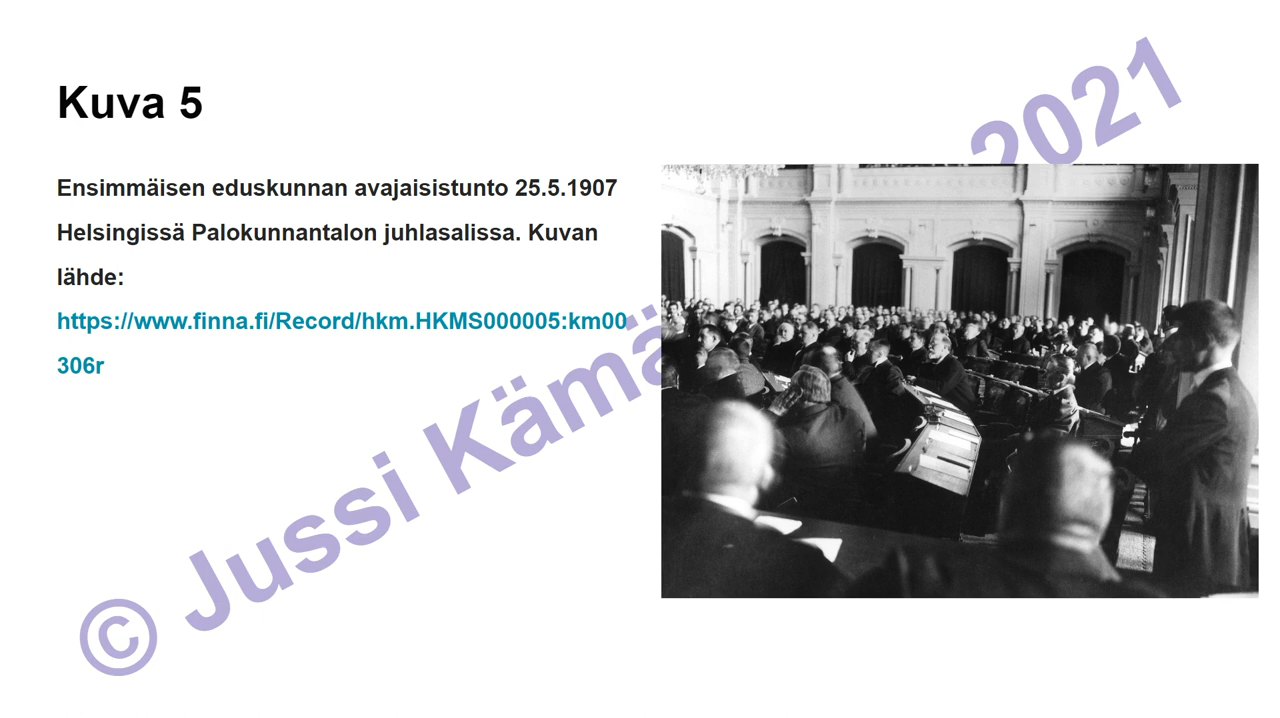 Kuva 5
Ensimmäisen eduskunnan avajaisistunto 25.5.1907
Helsingissä Palokunnantalon juhlasalissa. Kuvan
lähde:
https://www.finna.fi/Record/hkm.HKMS000005:km00
306r
© Jussi Kämä 2021